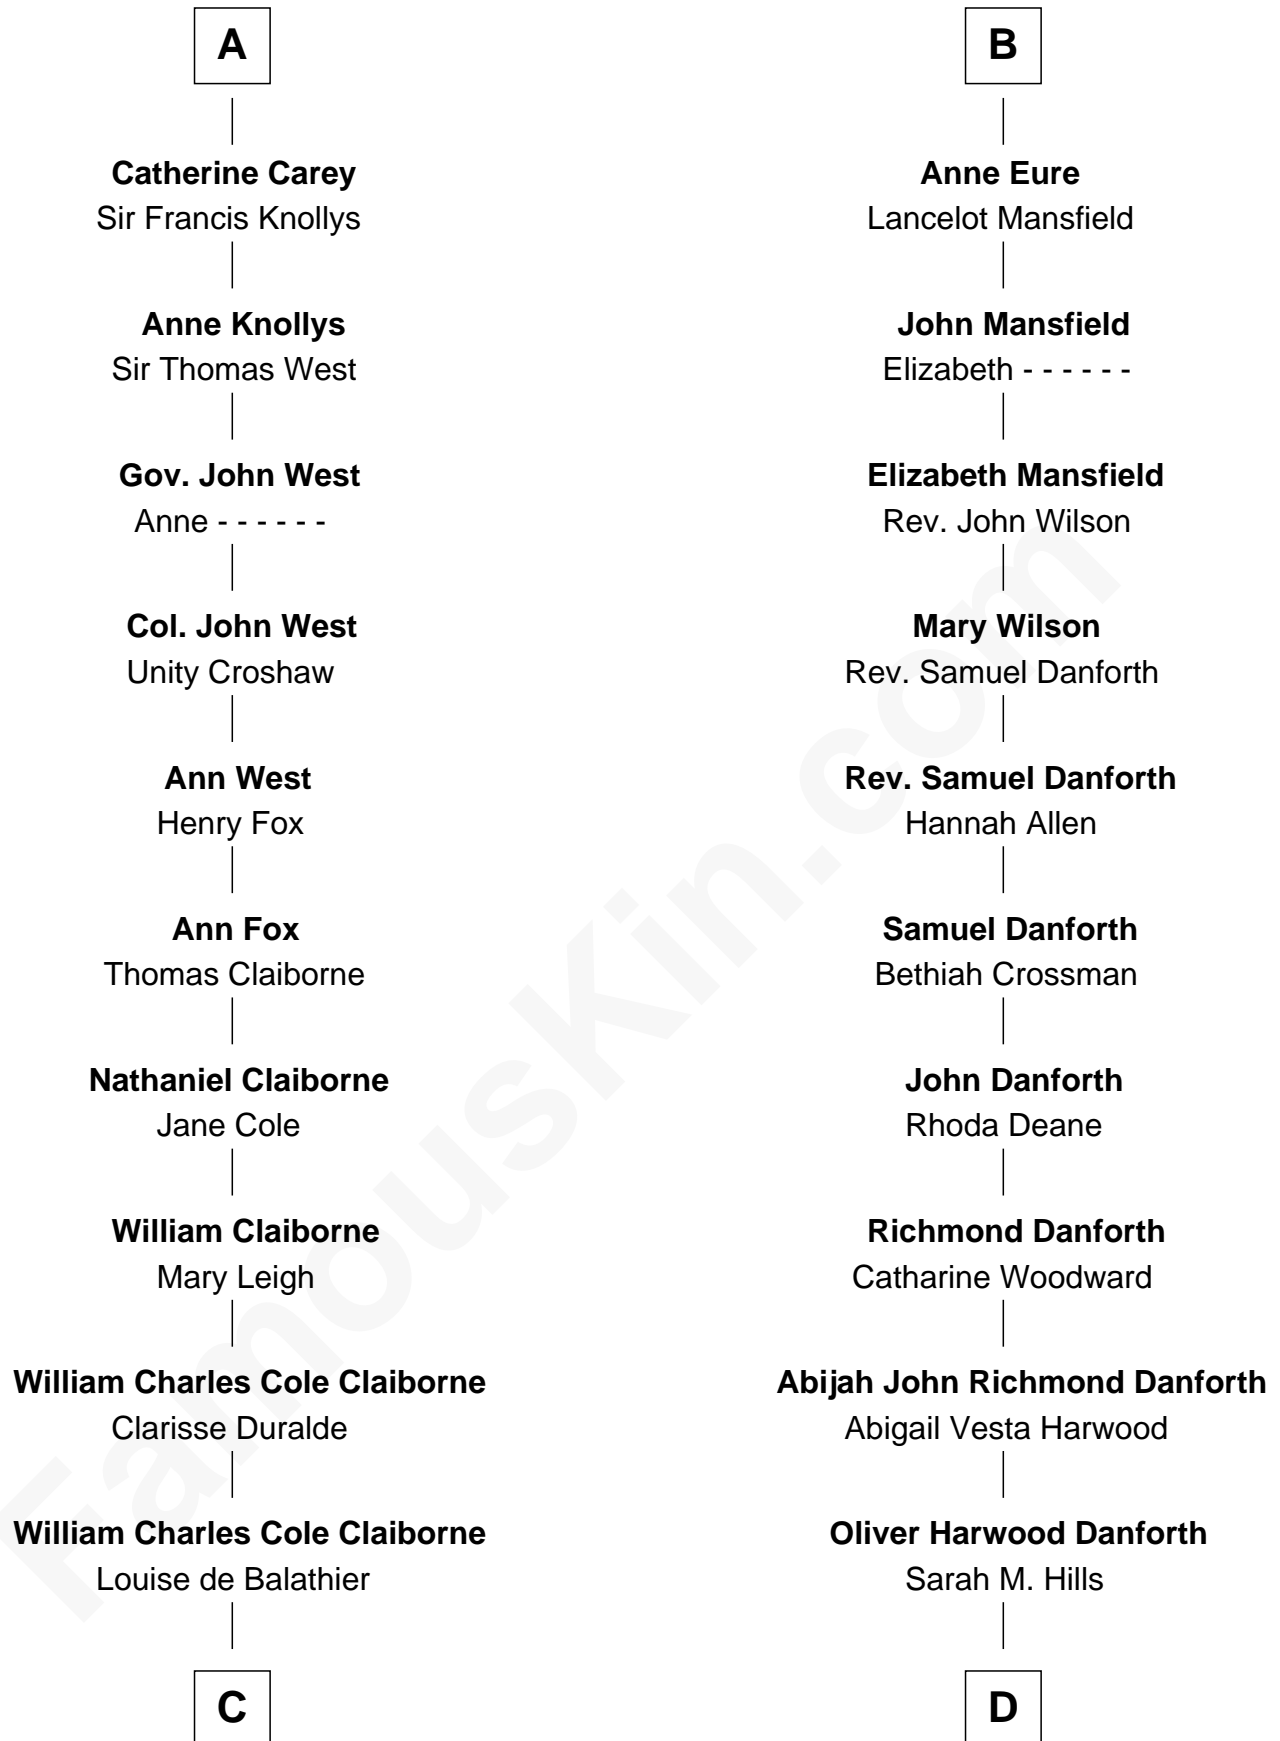 A
Catherine Carey
Sir Francis Knollys
Anne Knollys
Sir Thomas West
Gov. John West
Anne - - - - - -
Col. John West
Unity Croshaw
Ann West
Henry Fox
Ann Fox
Thomas Claiborne
Nathaniel Claiborne
Jane Cole
William Claiborne
Mary Leigh
William Charles Cole Claiborne
Clarisse Duralde
William Charles Cole Claiborne
Louise de Balathier
C
B
Anne Eure
Lancelot Mansfield
John Mansfield
Elizabeth - - - - - -
Elizabeth Mansfield
Rev. John Wilson
Mary Wilson
Rev. Samuel Danforth
Rev. Samuel Danforth
Hannah Allen
Samuel Danforth
Bethiah Crossman
John Danforth
Rhoda Deane
Richmond Danforth
Catharine Woodward
Abijah John Richmond Danforth
Abigail Vesta Harwood
Oliver Harwood Danforth
Sarah M. Hills
D
FamousKin.com